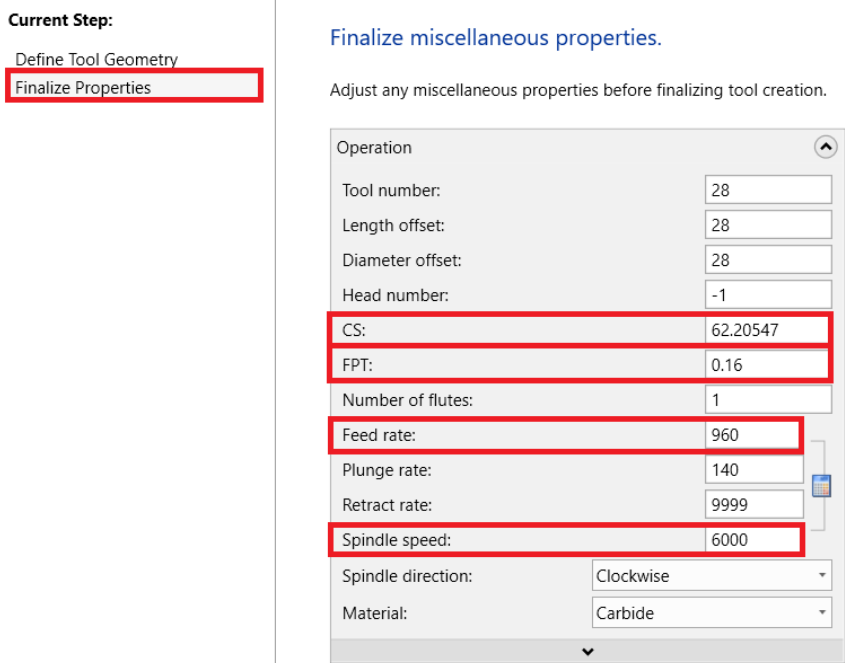 Current Step:
Define Tool Geometry
Finalize Properties
Finalize miscellaneous properties.
Adjust any miscellaneous properties before finalizing tool creation.
Operation
Tool number: 28
Length offset: 28
Diameter offset: 28
Head number: -1
CS: 62.20547
FPT: 0.16
Number of flutes: 1
Feed rate: 960
Plunge rate: 140
Retract rate: 9999
Spindle speed: 6000
Spindle direction: Clockwise
Material: Carbide